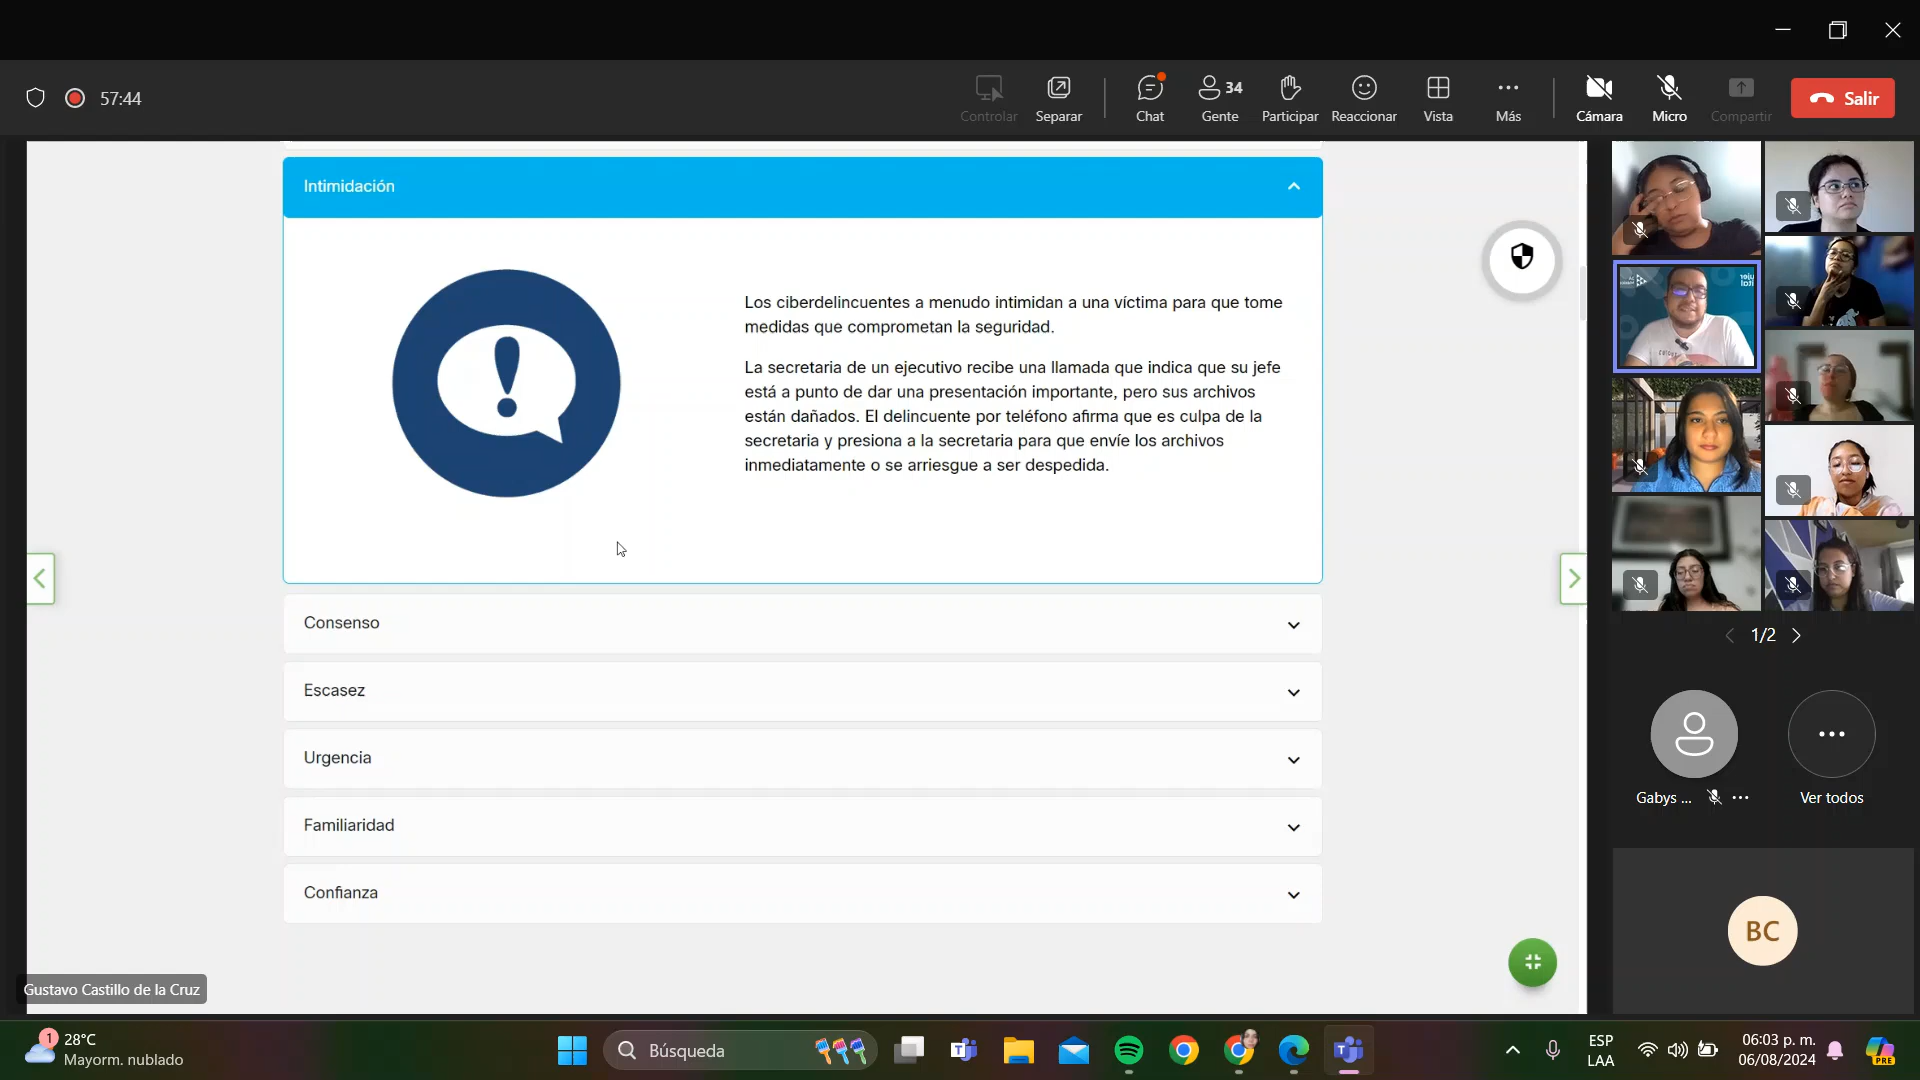 57:44
Controlar
Separar
Chat
34
Gente
Participar
Reaccionar
Vista
Más
Cámara
Micro
Compartir
Salir
Intimidación
Los ciberdelincuentes a menudo intimidan a una víctima para que tome
medidas que comprometan la seguridad.
La secretaria de un ejecutivo recibe una llamada que indica que su jefe
está a punto de dar una presentación importante, pero sus archivos
están dañados. El delincuente por teléfono afirma que es culpa de la
secretaria y presiona a la secretaria para que envíe los archivos
inmediatamente o se arriesgue a ser despedida.
Consenso
Escasez
Urgencia
Familiaridad
Confianza
Gustavo Castillo de la Cruz
1/2
Gabys ...
Ver todos
BC
1
28°C
Mayorm. nublado
Búsqueda
ESP
LAA
06:03 p. m.
06/08/2024
PRE